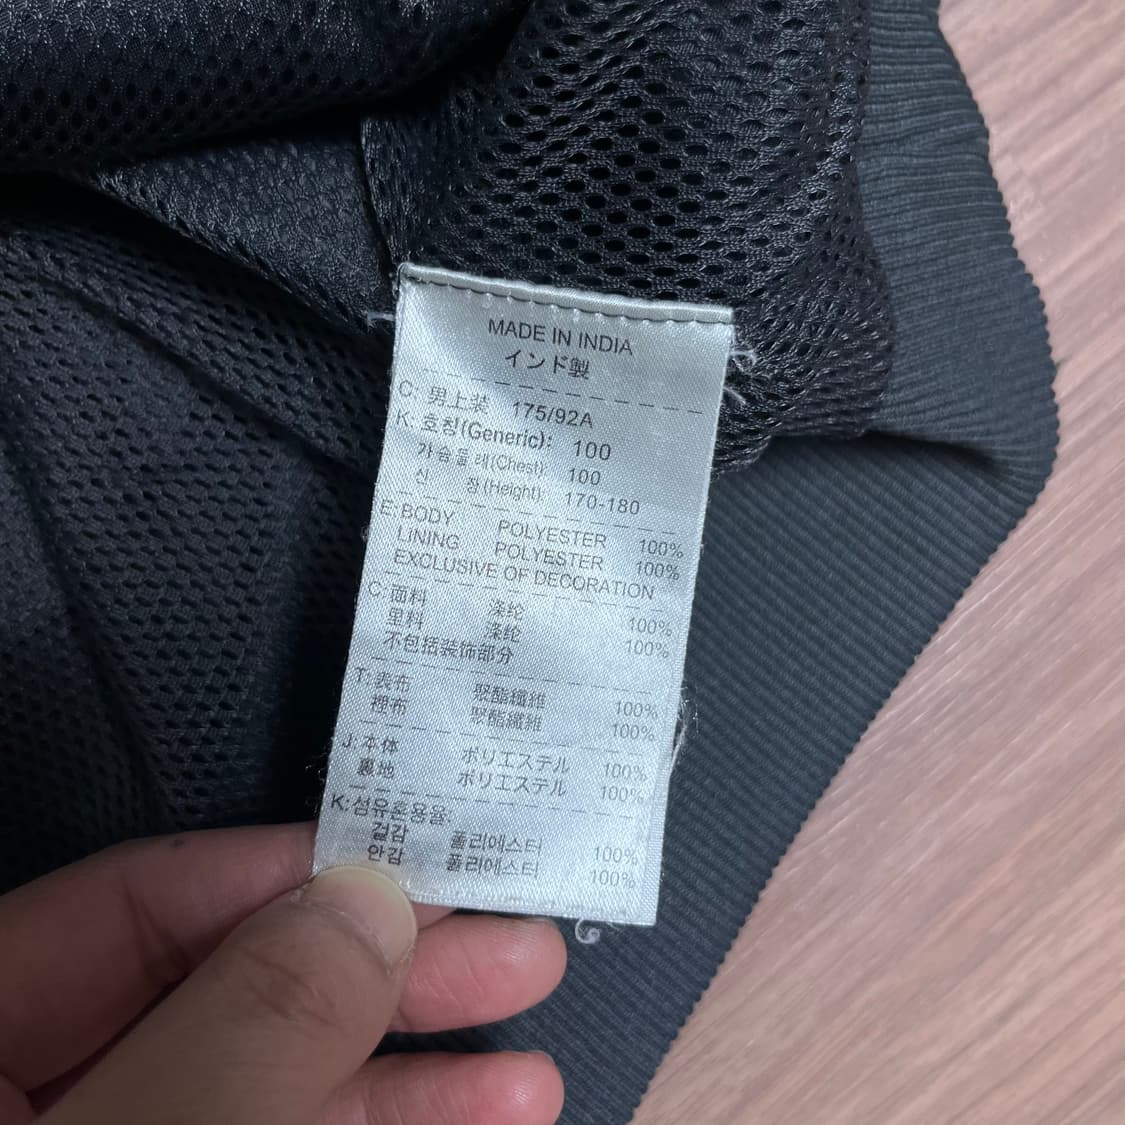 MADE IN INDIA
インド製
C: 男上装 175/92A
K: 호칭(Generic): 100
가슴둘레(Chest): 100
신 장(Height): 170-180
E: BODY POLYESTER 100%
LINING POLYESTER 100%
EXCLUSIVE OF DECORATION
C: 面料 涤纶 100%
里料 涤纶 100%
不包括装饰部分
T: 表布 聚酯纖維 100%
裡布 聚酯纖維 100%
J: 本体 ポリエステル 100%
裏地 ポリエステル 100%
K: 섬유혼용율:
겉감 폴리에스터 100%
안감 폴리에스터 100%